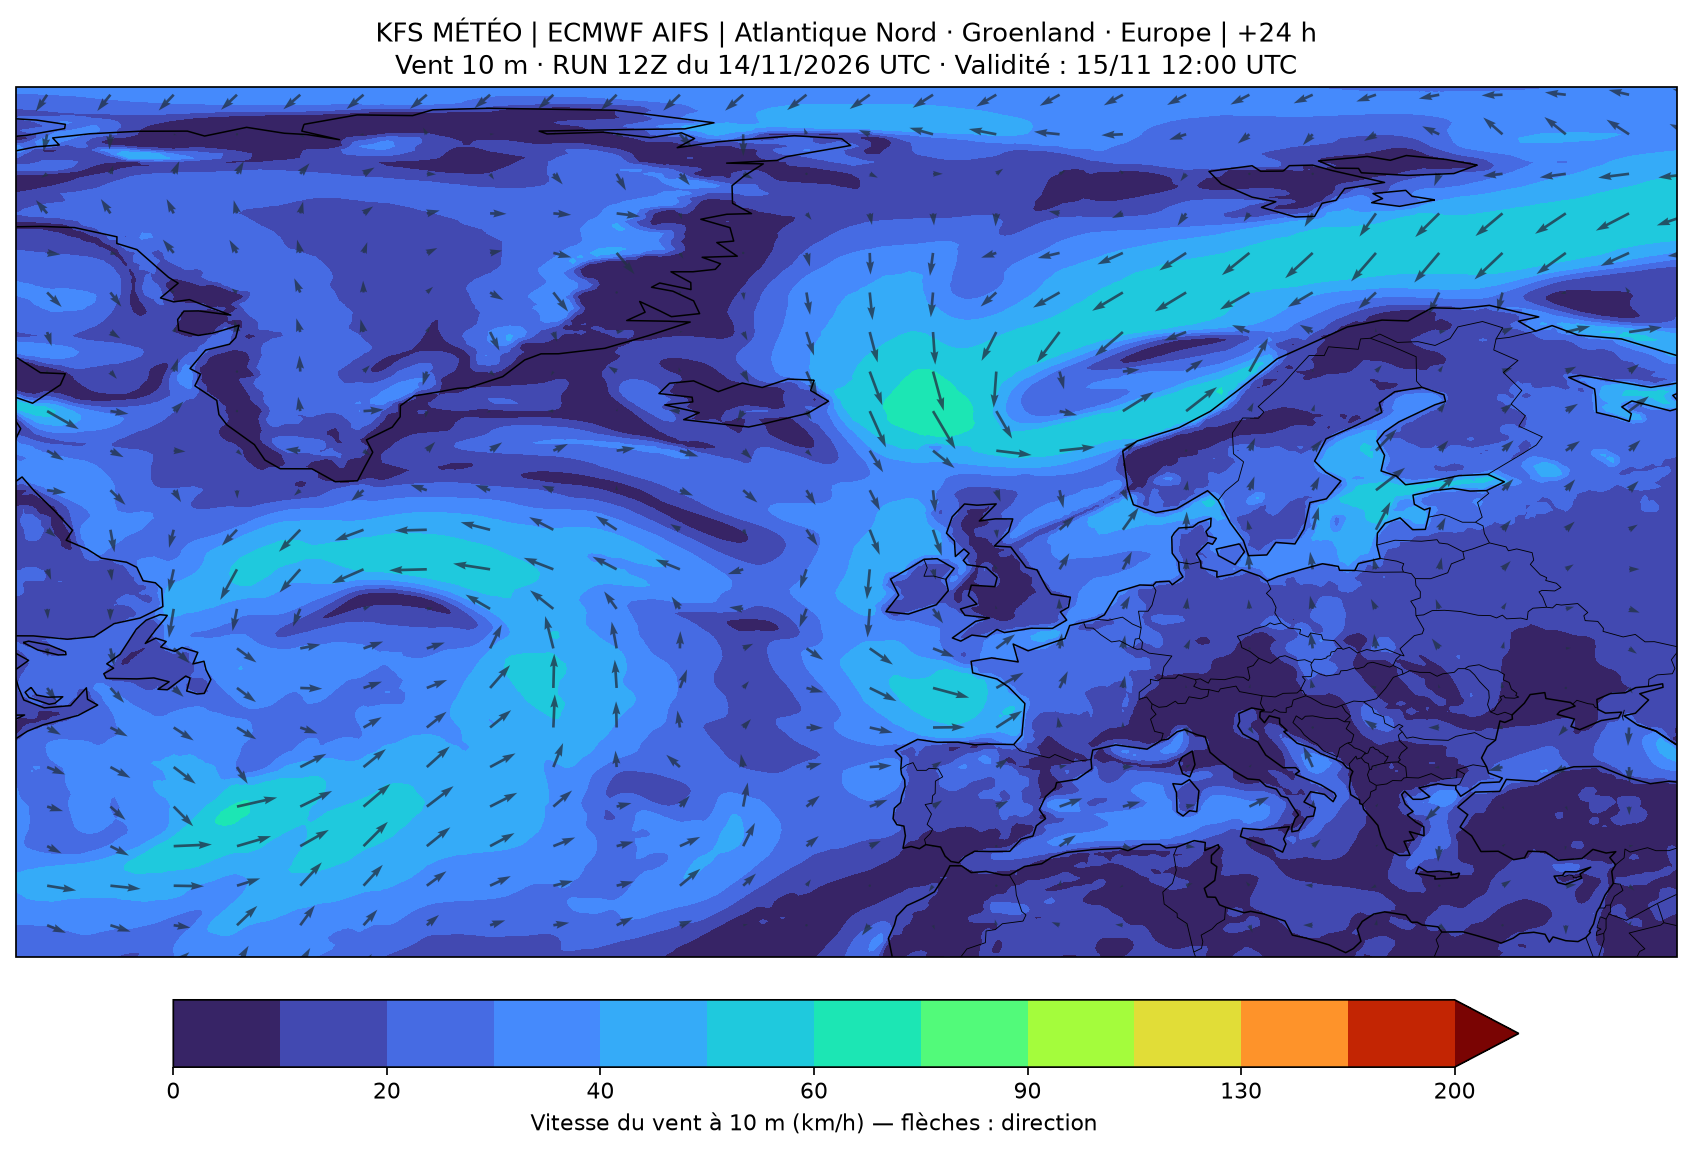 KFS MÉTÉO | ECMWF AIFS | Atlantique Nord · Groenland · Europe | +24 h
Vent 10 m · RUN 12Z du 14/11/2026 UTC · Validité : 15/11 12:00 UTC
0 20 40 60 90 130 200
Vitesse du vent à 10 m (km/h) — flèches : direction